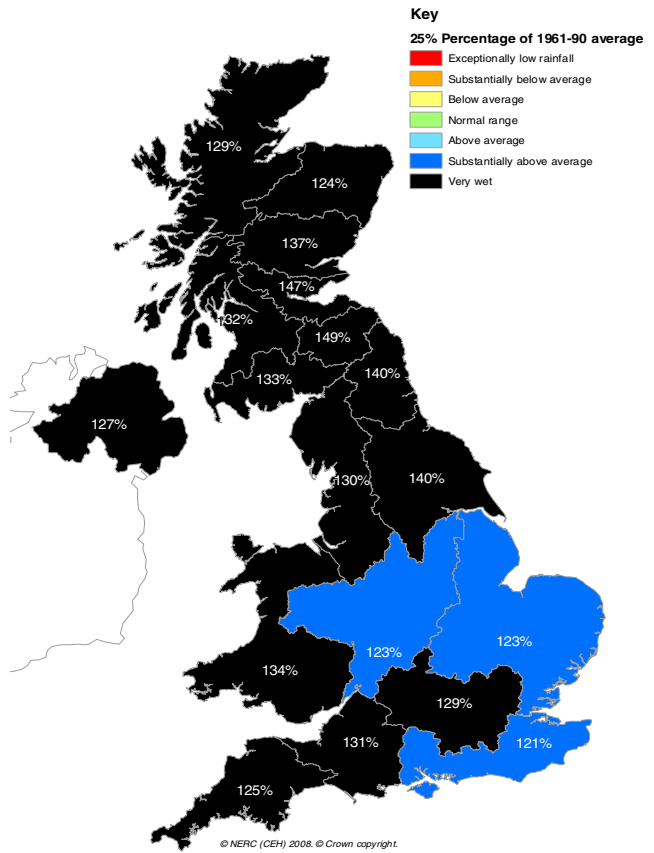 Key
25% Percentage of 1961-90 average
Exceptionally low rainfall
Substantially below average
Below average
Normal range
Above average
Substantially above average
Very wet
129%
124%
137%
147%
132%
149%
133%
140%
127%
130%
140%
123%
123%
134%
129%
131%
121%
125%
© NERC (CEH) 2008. © Crown copyright.